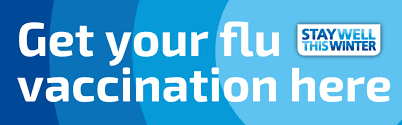 Get your flu
vaccination here
STAY WELL
THIS WINTER